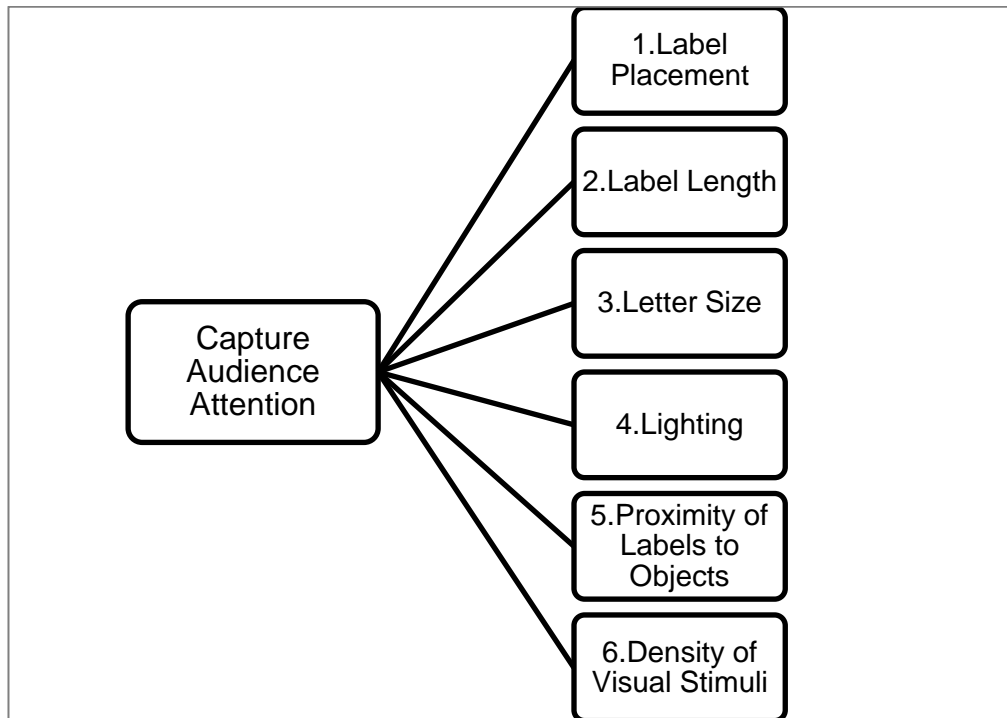 Capture
Audience
Attention
1.Label
Placement
2.Label Length
3.Letter Size
4.Lighting
5.Proximity of
Labels to
Objects
6.Density of
Visual Stimuli